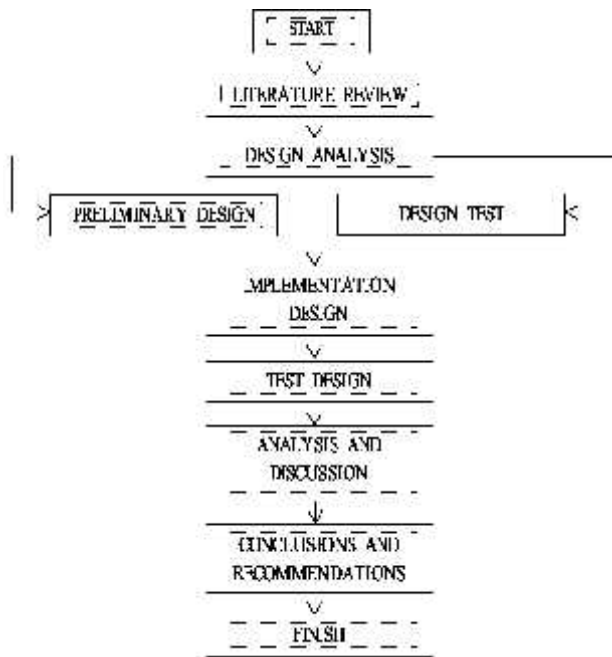 START
LITERATURE REVIEW
DESIGN ANALYSIS
PRELIMINARY DESIGN
DESIGN TEST
IMPLEMENTATION
DESIGN
TEST DESIGN
ANALYSIS AND
DISCUSSION
CONCLUSIONS AND
RECOMMENDATIONS
FINISH